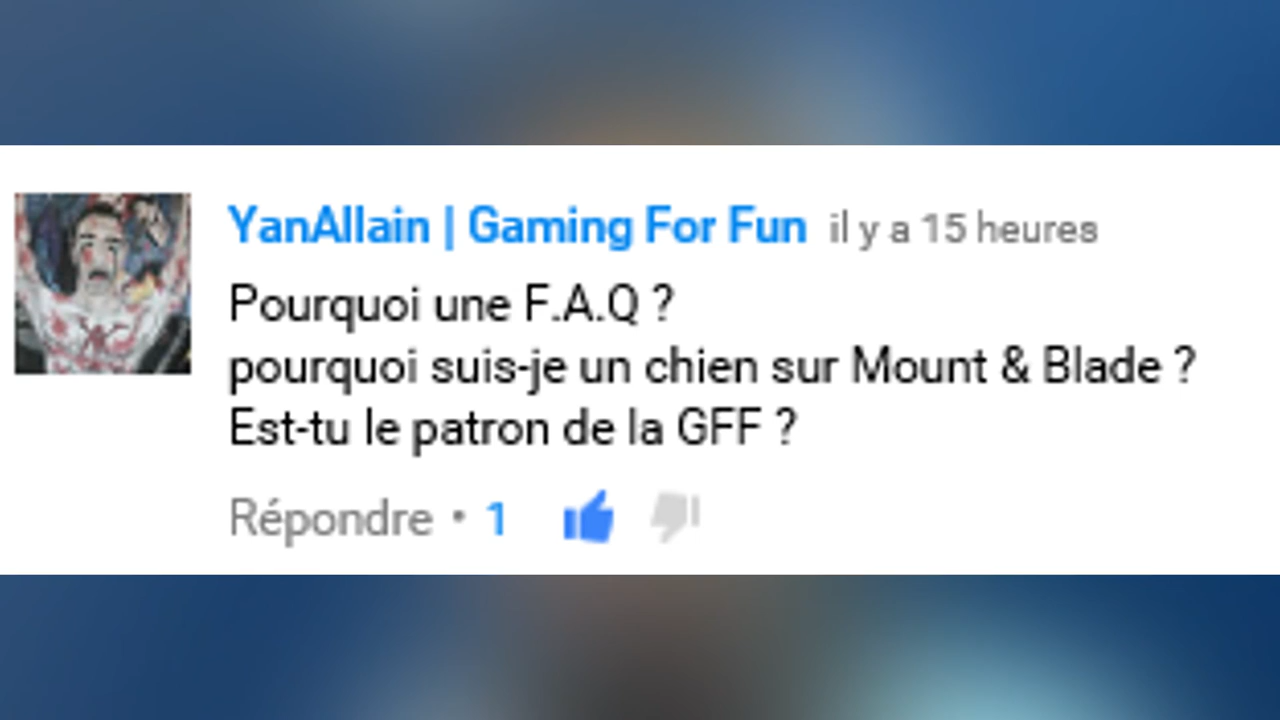 YanAllain | Gaming For Fun il y a 15 heures
Pourquoi une F.A.Q ?
pourquoi suis-je un chien sur Mount & Blade ?
Est-tu le patron de la GFF ?
Répondre • 1